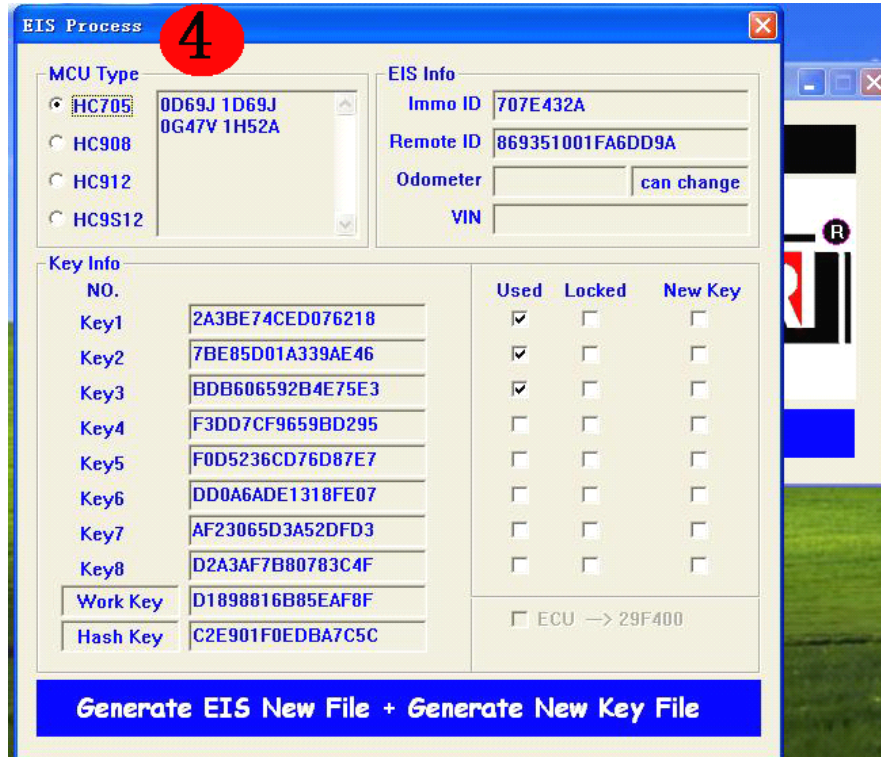 EIS Process
4
MCU Type
HC705
HC908
HC912
HC9S12
0D69J 1D69J
0G47V 1H52A
EIS Info
Immo ID 707E432A
Remote ID 869351001FA6DD9A
Odometer can change
VIN
®
Key Info
NO.
Used Locked New Key
Key1 2A3BE74CED076218
Key2 7BE85D01A339AE46
Key3 BDB606592B4E75E3
Key4 F3DD7CF9659BD295
Key5 F0D5236CD76D87E7
Key6 DD0A6ADE1318FE07
Key7 AF23065D3A52DFD3
Key8 D2A3AF7B80783C4F
Work Key D1898816B85EAF8F
Hash Key C2E901F0EDBA7C5C
ECU —> 29F400
Generate EIS New File + Generate New Key File